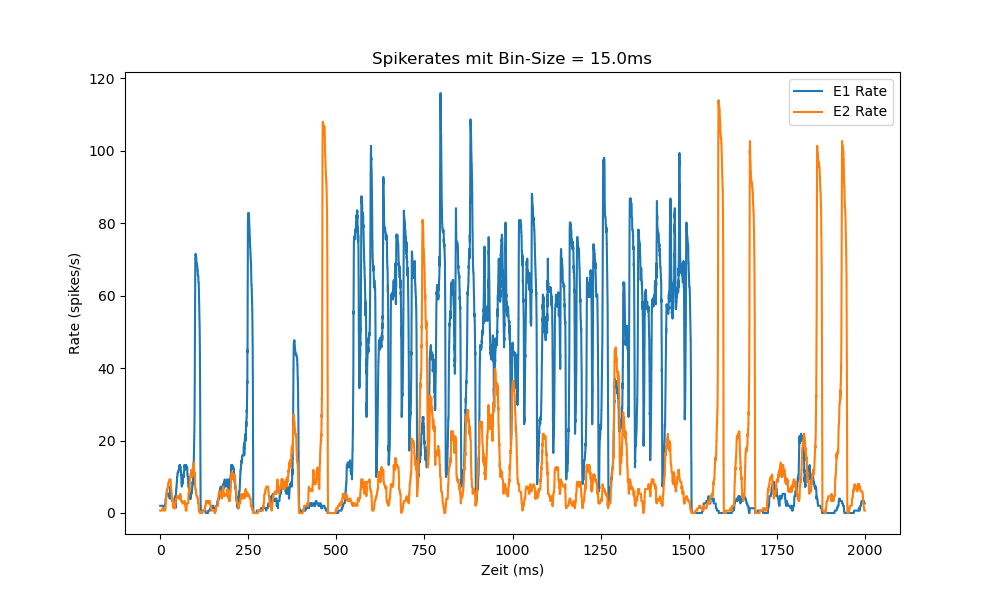 Spikerates mit Bin-Size = 15.0ms
E1 Rate
E2 Rate
120
100
80
60
40
20
0
Rate (spikes/s)
0 250 500 750 1000 1250 1500 1750 2000
Zeit (ms)